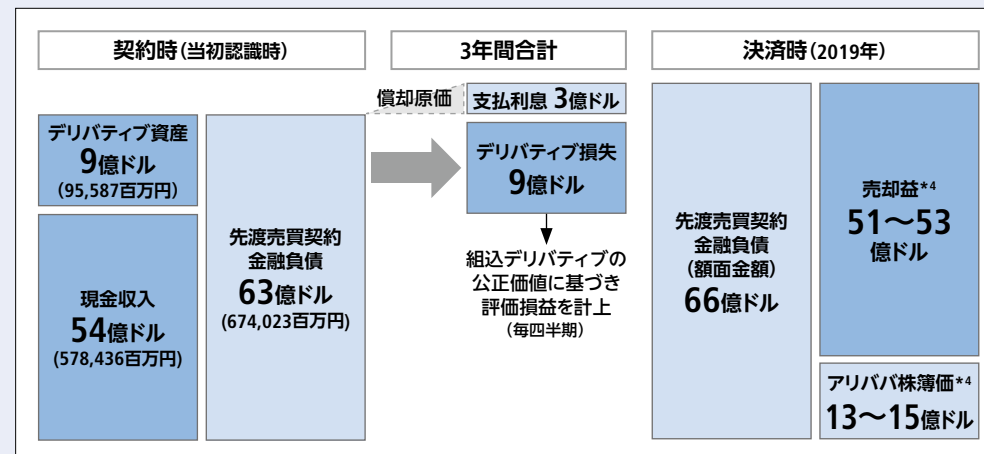 契約時(当初認識時)
デリバティブ資産
9億ドル
(95,587百万円)
現金収入
54億ドル
(578,436百万円)
先渡売買契約
金融負債
63億ドル
(674,023百万円)
3年間合計
償却原価
支払利息 3億ドル
デリバティブ損失
9億ドル
組込デリバティブの
公正価値に基づき
評価損益を計上
(毎四半期)
決済時(2019年)
先渡売買契約
金融負債
(額面金額)
66億ドル
売却益*4
51〜53
億ドル
アリババ株簿価*4
13〜15億ドル